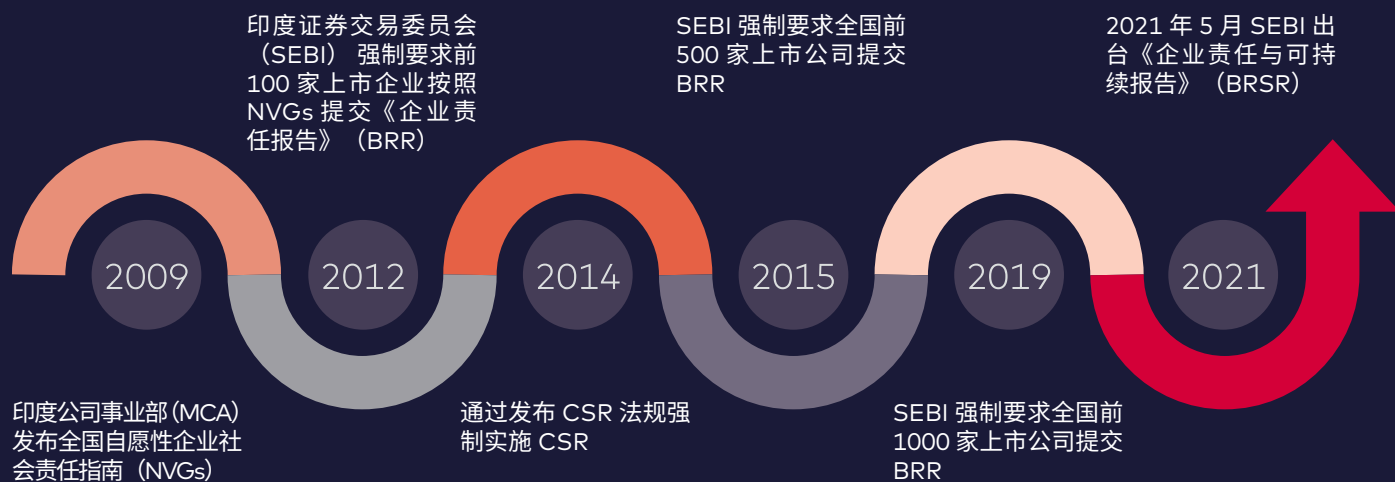 印度证券交易委员会
（SEBI） 强制要求前
100 家上市企业按照
NVGs 提交《企业责
任报告》（BRR）
SEBI 强制要求全国前
500 家上市公司提交
BRR
2021 年 5 月 SEBI 出
台《企业责任与可持
续报告》（BRSR）
2009
2012
2014
2015
2019
2021
印度公司事业部 (MCA)
发布全国自愿性企业社
会责任指南（NVGs）
通过发布 CSR 法规强
制实施 CSR
SEBI 强制要求全国前
1000 家上市公司提交
BRR